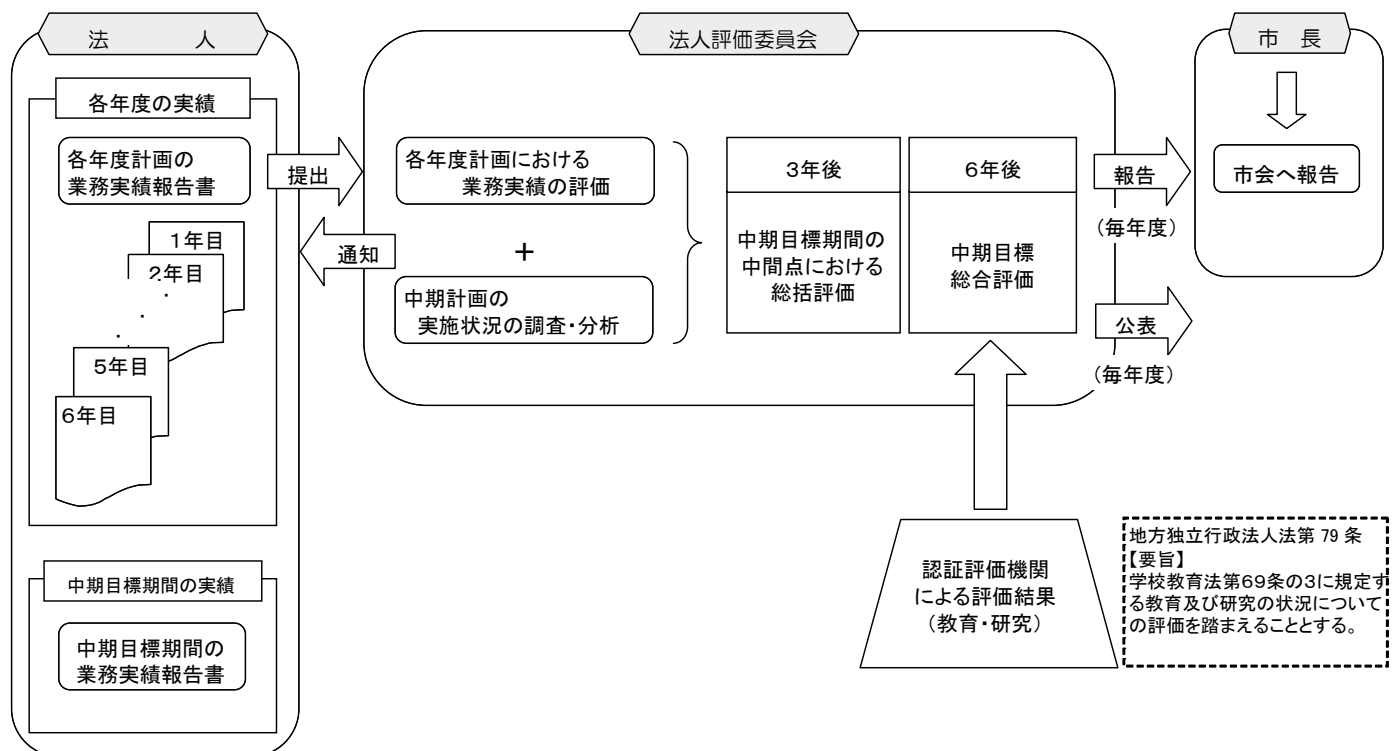 法　　人
各年度の実績
各年度計画の
業務実績報告書
1年目
2年目
・
・
・
5年目
6年目
中期目標期間の実績
中期目標期間の
業務実績報告書
提出
通知
法人評価委員会
各年度計画における
業務実績の評価
+
中期計画の
実施状況の調査・分析
3年後
中期目標期間の
中間点における
総括評価
6年後
中期目標
総合評価
認証評価機関
による評価結果
（教育・研究）
報告
（毎年度）
公表
（毎年度）
市　長
市会へ報告
地方独立行政法人法第 79 条
【要旨】
学校教育法第69条の3に規定す
る教育及び研究の状況について
の評価を踏まえることとする。